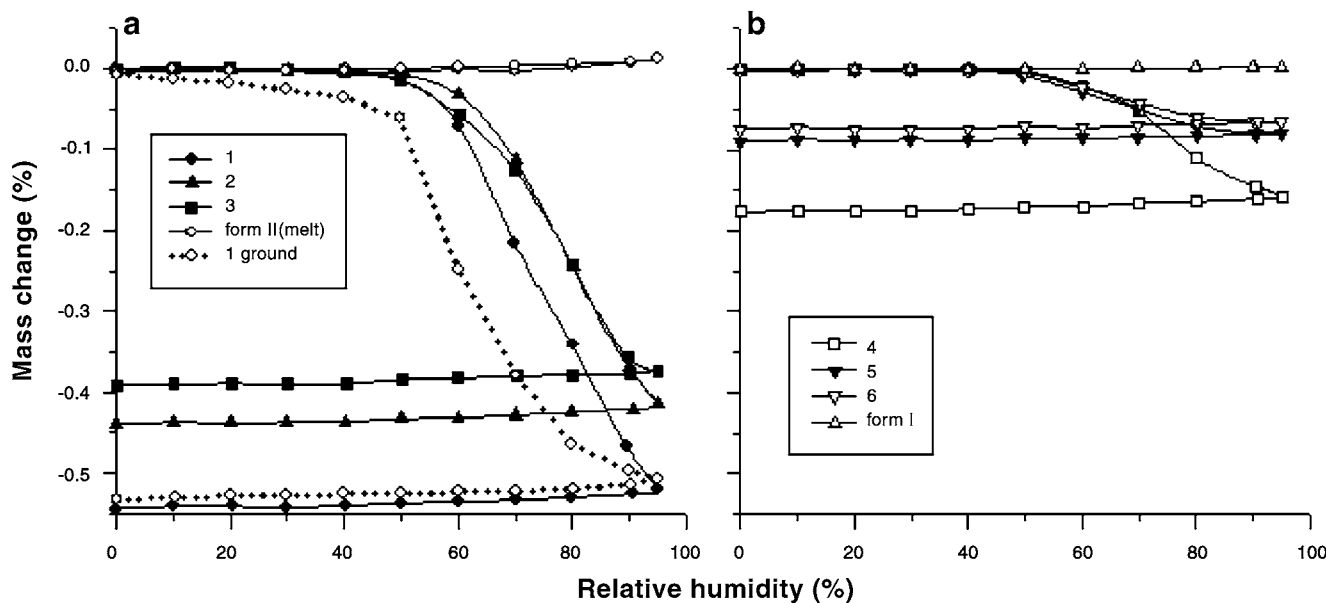 a
b
0.0
-0.1
-0.2
-0.3
-0.4
-0.5
Mass change (%)
1
2
3
form II(melt)
1 ground
4
5
6
form I
0 20 40 60 80 100
0 20 40 60 80 100
Relative humidity (%)